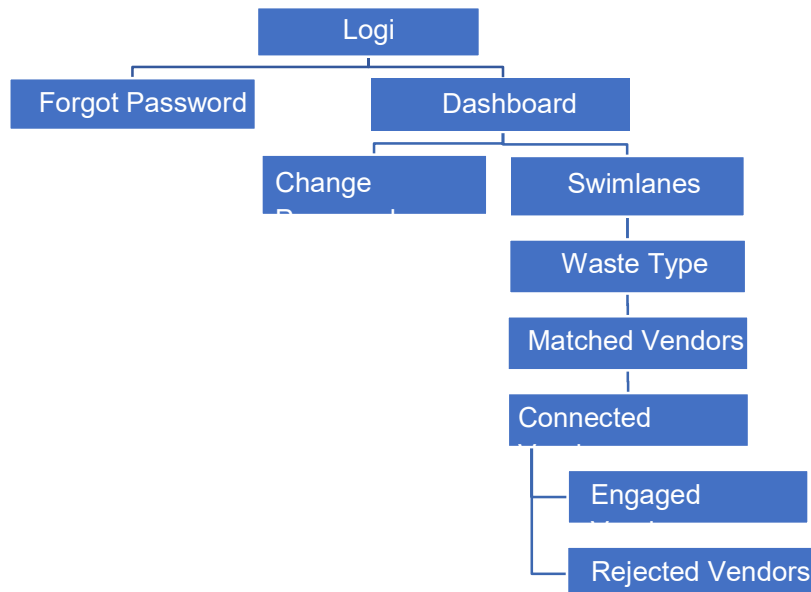 Logi
Forgot Password
Dashboard
Change
Swimlanes
Waste Type
Matched Vendors
Connected
Engaged
Rejected Vendors